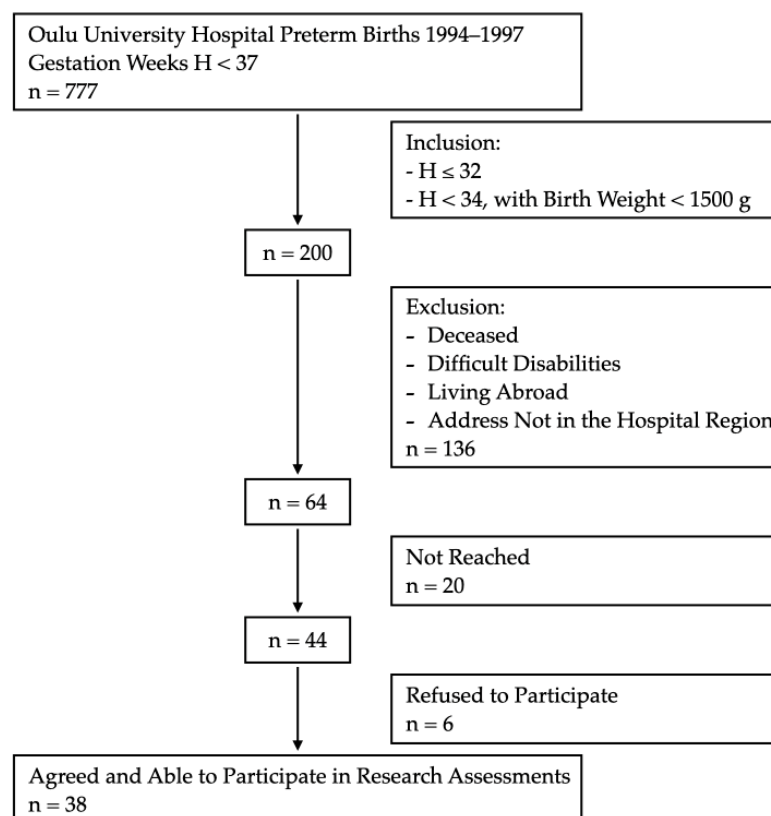 Oulu University Hospital Preterm Births 1994–1997
Gestation Weeks H < 37
n = 777
Inclusion:
- H ≤ 32
- H < 34, with Birth Weight < 1500 g
n = 200
Exclusion:
- Deceased
- Difficult Disabilities
- Living Abroad
- Address Not in the Hospital Region
n = 136
n = 64
Not Reached
n = 20
n = 44
Refused to Participate
n = 6
Agreed and Able to Participate in Research Assessments
n = 38